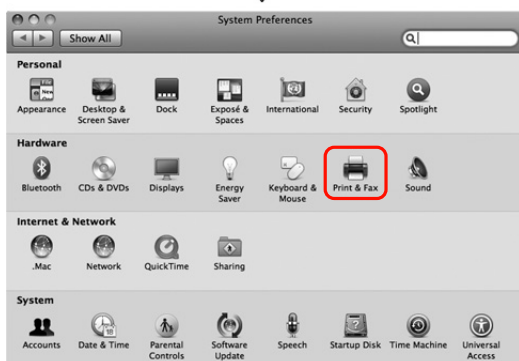 System Preferences
Show All
Personal
Appearance
Desktop &
Screen Saver
Dock
Exposé &
Spaces
International
Security
Spotlight
Hardware
Bluetooth
CDs & DVDs
Displays
Energy
Saver
Keyboard &
Mouse
Print & Fax
Sound
Internet & Network
.Mac
Network
QuickTime
Sharing
System
Accounts
Date & Time
Parental
Controls
Software
Update
Speech
Startup Disk
Time Machine
Universal
Access